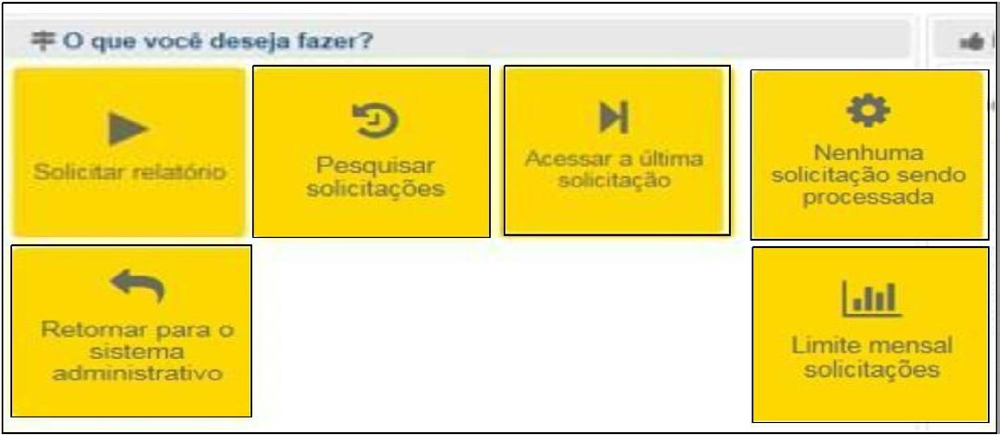 O que você deseja fazer?
Solicitar relatório
Pesquisar
solicitações
Acessar a última
solicitação
Nenhuma
solicitação sendo
processada
Retornar para o
sistema
administrativo
Limite mensal
solicitações